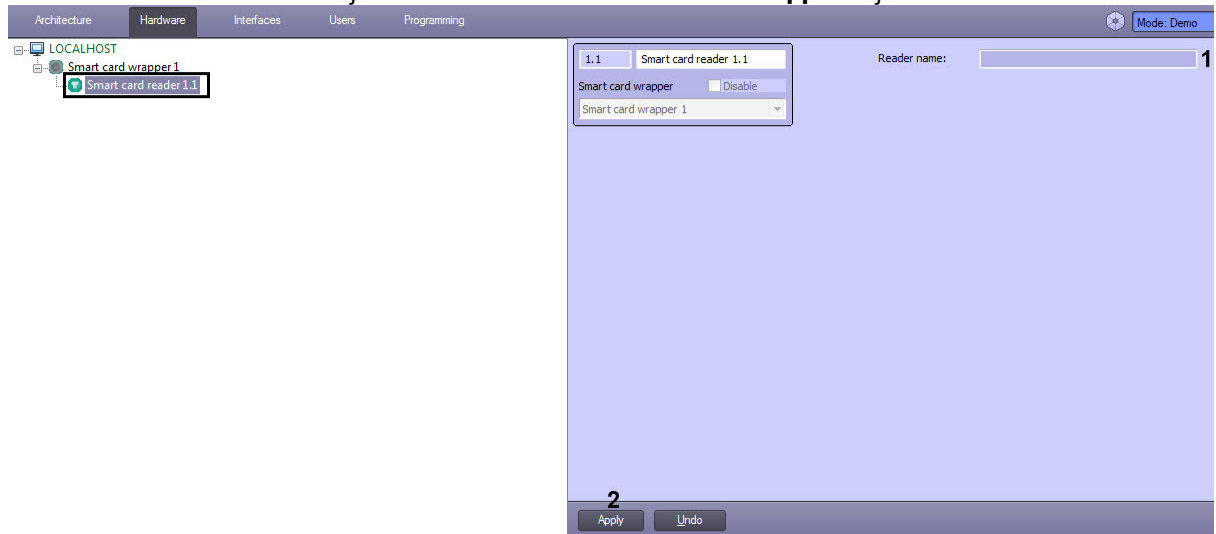 Architecture Hardware Interfaces Users Programming Mode: Demo
LOCALHOST
Smart card wrapper 1
Smart card reader 1.1
1.1 Smart card reader 1.1
Smart card wrapper Disable
Smart card wrapper 1
Reader name: 1
2
Apply Undo